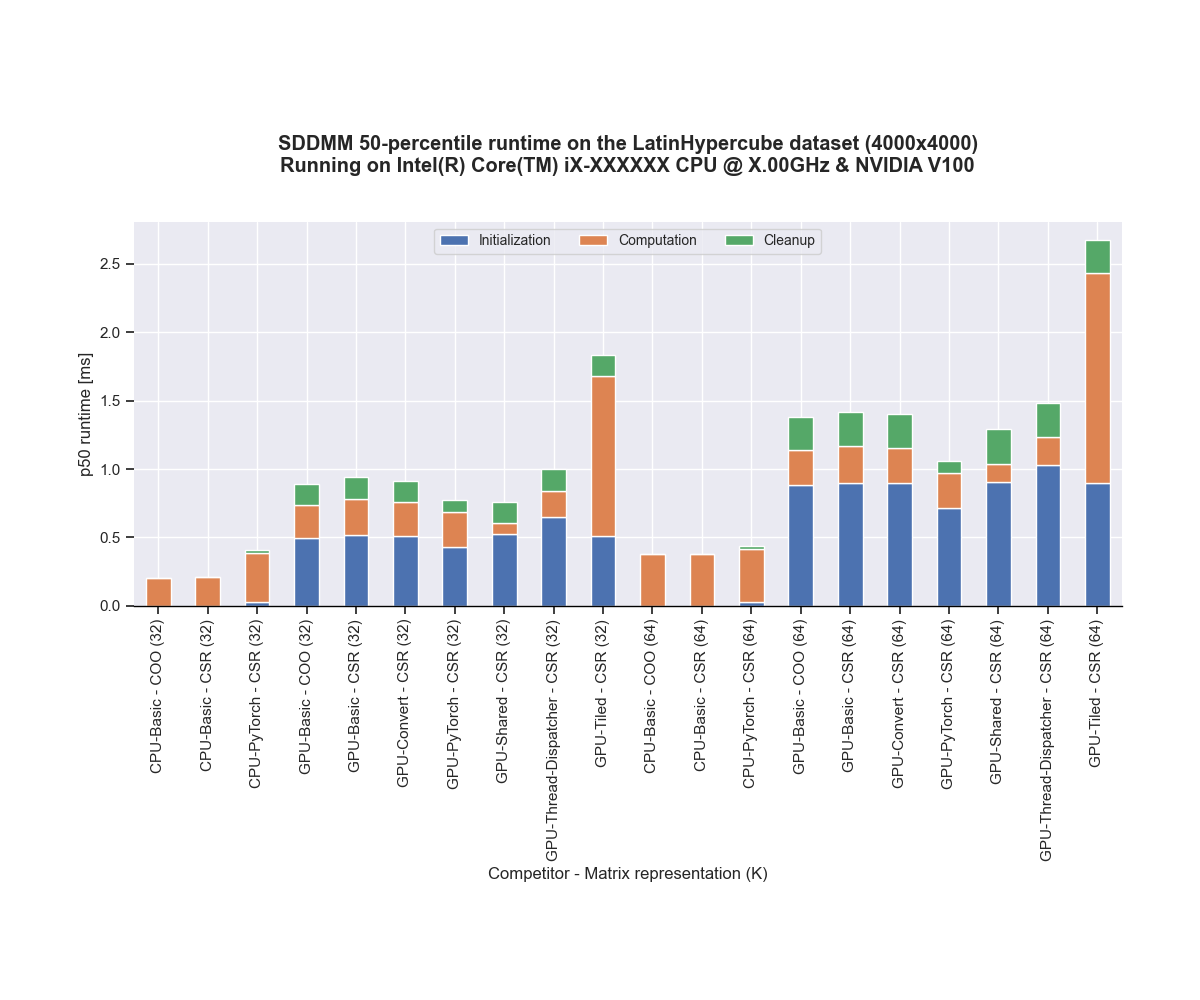 SDDMM 50-percentile runtime on the LatinHypercube dataset (4000x4000)
Running on Intel(R) Core(TM) iX-XXXXXX CPU @ X.00GHz & NVIDIA V100
Initialization
Computation
Cleanup
p50 runtime [ms]
2.5
2.0
1.5
1.0
0.5
0.0
CPU-Basic - COO (32)
CPU-Basic - CSR (32)
CPU-PyTorch - CSR (32)
GPU-Basic - COO (32)
GPU-Basic - CSR (32)
GPU-Convert - CSR (32)
GPU-PyTorch - CSR (32)
GPU-Shared - CSR (32)
GPU-Thread-Dispatcher - CSR (32)
GPU-Tiled - CSR (32)
CPU-Basic - COO (64)
CPU-Basic - CSR (64)
CPU-PyTorch - CSR (64)
GPU-Basic - COO (64)
GPU-Basic - CSR (64)
GPU-Convert - CSR (64)
GPU-PyTorch - CSR (64)
GPU-Shared - CSR (64)
GPU-Thread-Dispatcher - CSR (64)
GPU-Tiled - CSR (64)
Competitor - Matrix representation (K)